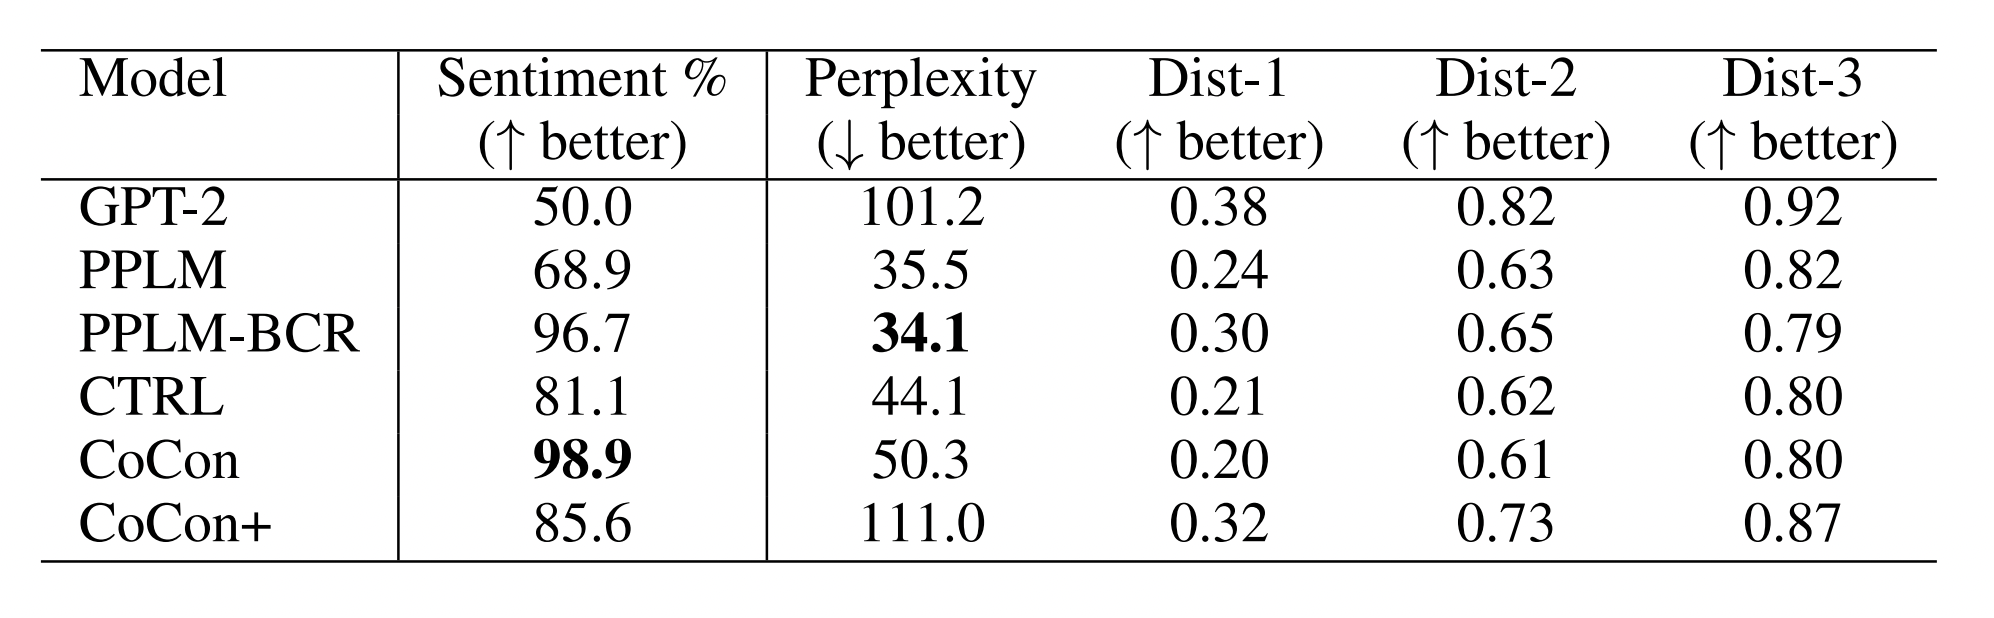 Model Sentiment % Perplexity Dist-1 Dist-2 Dist-3
(↑ better) (↓ better) (↑ better) (↑ better) (↑ better)
GPT-2 50.0 101.2 0.38 0.82 0.92
PPLM 68.9 35.5 0.24 0.63 0.82
PPLM-BCR 96.7 34.1 0.30 0.65 0.79
CTRL 81.1 44.1 0.21 0.62 0.80
CoCon 98.9 50.3 0.20 0.61 0.80
CoCon+ 85.6 111.0 0.32 0.73 0.87